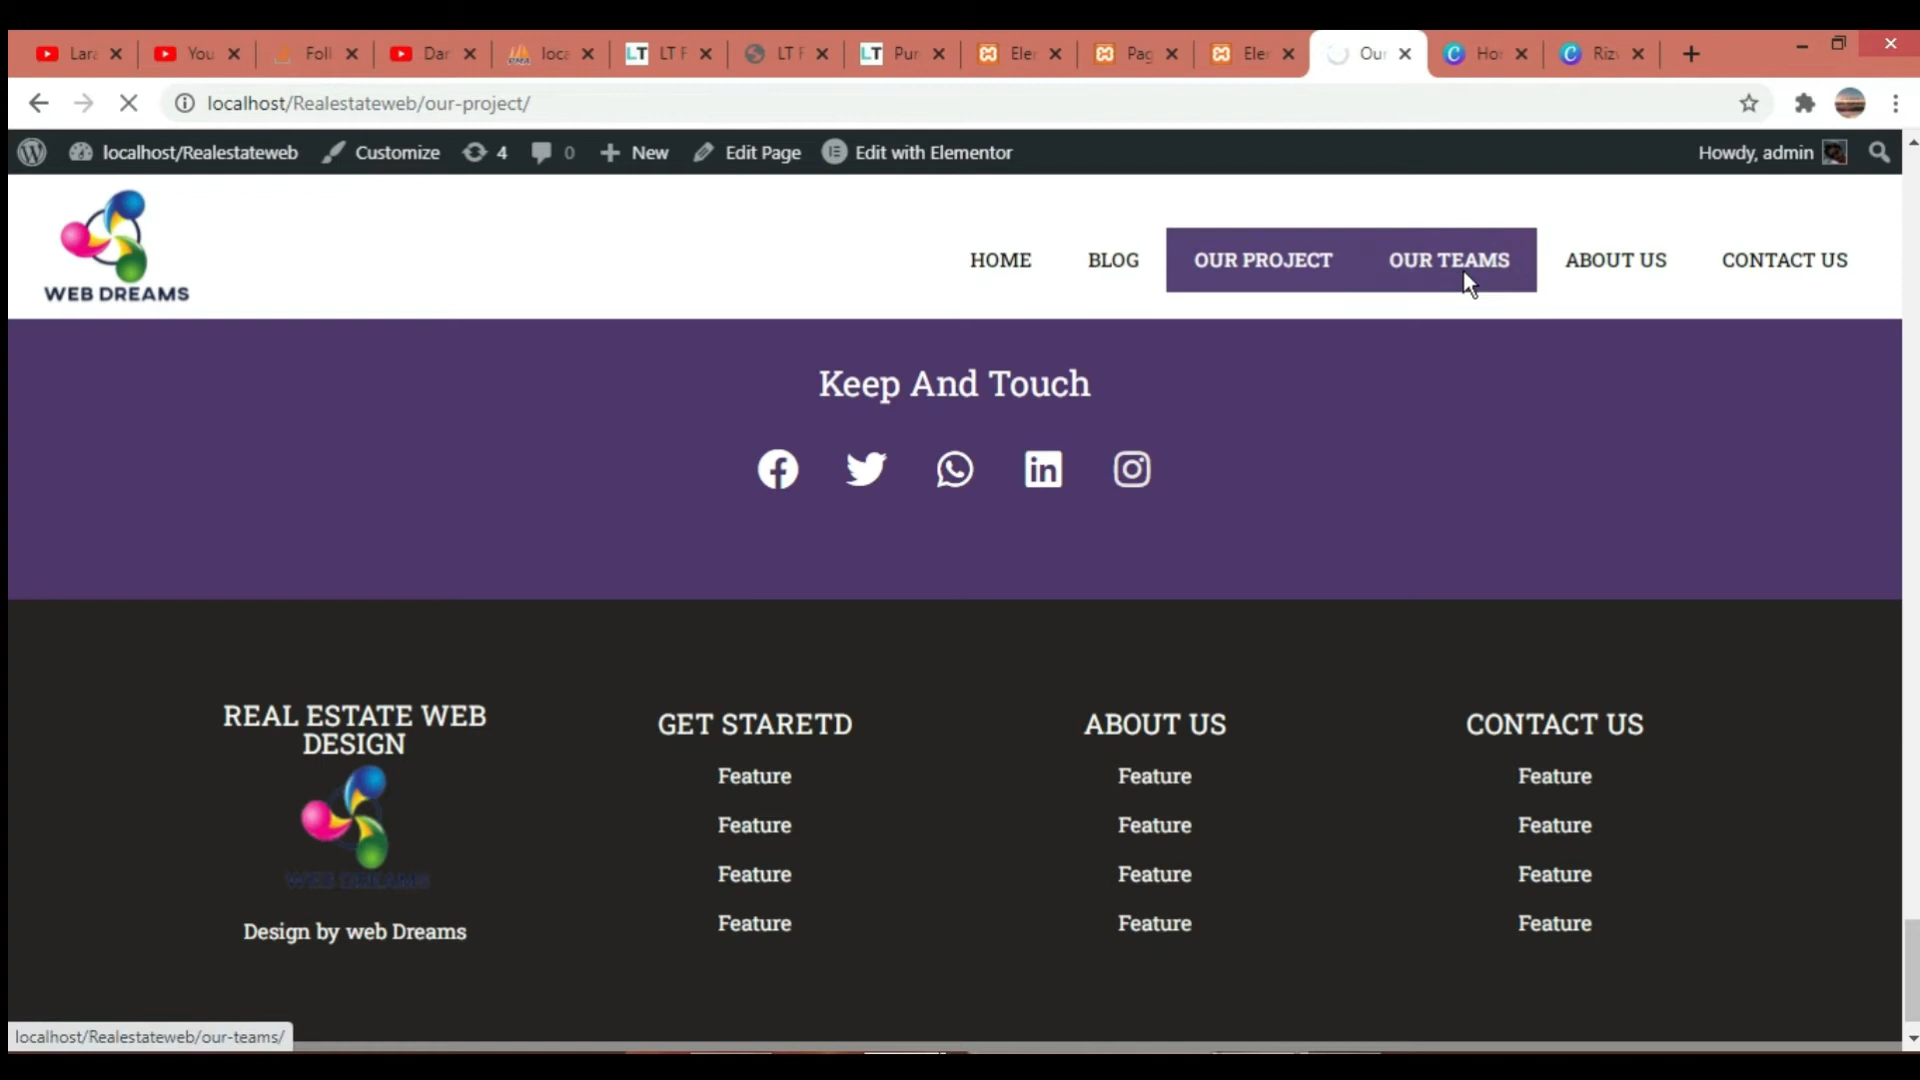 Lara
You
Foll
Dar
loca
LT F
LT F
Pur
Ele
Pag
Ele
Our
Ho
Riz
localhost/Realestateweb/our-project/
localhost/Realestateweb
Customize
4
0
New
Edit Page
Edit with Elementor
Howdy, admin
WEB DREAMS
HOME
BLOG
OUR PROJECT
OUR TEAMS
ABOUT US
CONTACT US
Keep And Touch
REAL ESTATE WEB
DESIGN
WEB DREAMS
Design by web Dreams
GET STARETD
Feature
Feature
Feature
Feature
ABOUT US
Feature
Feature
Feature
Feature
CONTACT US
Feature
Feature
Feature
Feature
localhost/Realestateweb/our-teams/